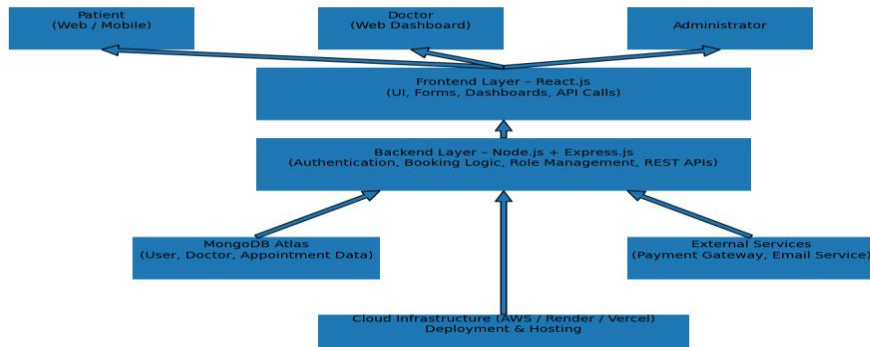 Patient
(Web / Mobile)
Doctor
(Web Dashboard)
Administrator
Frontend Layer – React.js
(UI, Forms, Dashboards, API Calls)
Backend Layer – Node.js + Express.js
(Authentication, Booking Logic, Role Management, REST APIs)
MongoDB Atlas
(User, Doctor, Appointment Data)
External Services
(Payment Gateway, Email Service)
Cloud Infrastructure (AWS / Render / Vercel)
Deployment & Hosting